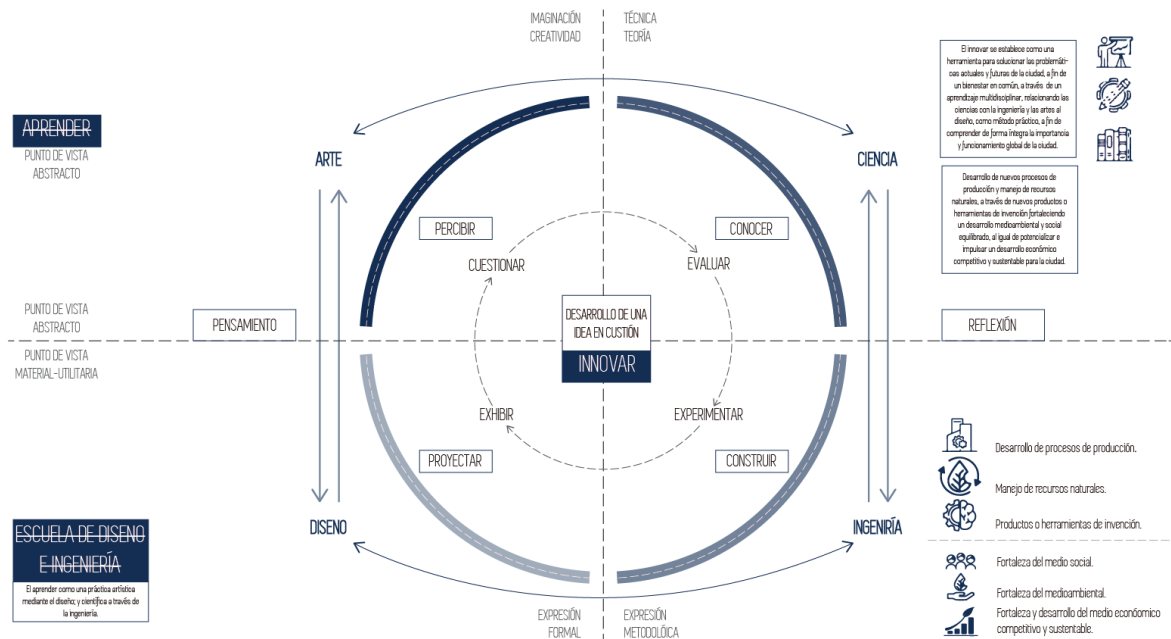 IMAGINACIÓN
CREATIVIDAD
TÉCNICA
TEORÍA
APRENDER
PUNTO DE VISTA
ABSTRACTO
ARTE
CIENCIA
El innovar se establece como una
herramienta para solucionar las problemáti-
cas actuales y futuras de la ciudad, a fin de
un bienestar en común, a través de un
aprendizaje multidisciplinar, relacionando las
ciencias con la ingeniería y las artes al
diseño, como método práctico, a fin de
comprender de forma íntegra la importancia
y funcionamiento global de la ciudad.
Desarrollo de nuevos procesos de
producción y manejo de recursos
naturales, a través de nuevos productos o
herramientas de invención fortaleciendo
un desarrollo medioambiental y social
equilibrado, al igual de potencializar e
impulsar un desarrollo económico
competitivo y sustentable para la ciudad.
PERCIBIR
CONOCER
CUESTIONAR
EVALUAR
PUNTO DE VISTA
ABSTRACTO
PENSAMIENTO
DESARROLLO DE UNA
IDEA EN CUSTIÓN
INNOVAR
REFLEXIÓN
PUNTO DE VISTA
MATERIAL-UTILITARIA
EXHIBIR
EXPERIMENTAR
PROYECTAR
CONSTRUIR
DISENO
INGENIRÍA
Desarrollo de procesos de producción.
Manejo de recursos naturales.
Productos o herramientas de invención.
Fortaleza del medio social.
Fortaleza del medioambiental.
Fortaleza y desarrollo del medio económico
competitivo y sustentable.
ESCUELA DE DISENO
E INGENIERÍA
El aprender como una práctica artística
mediante el diseño; y científica a través de
la ingeniería.
EXPRESIÓN
FORMAL
EXPRESIÓN
METODOLÓICA